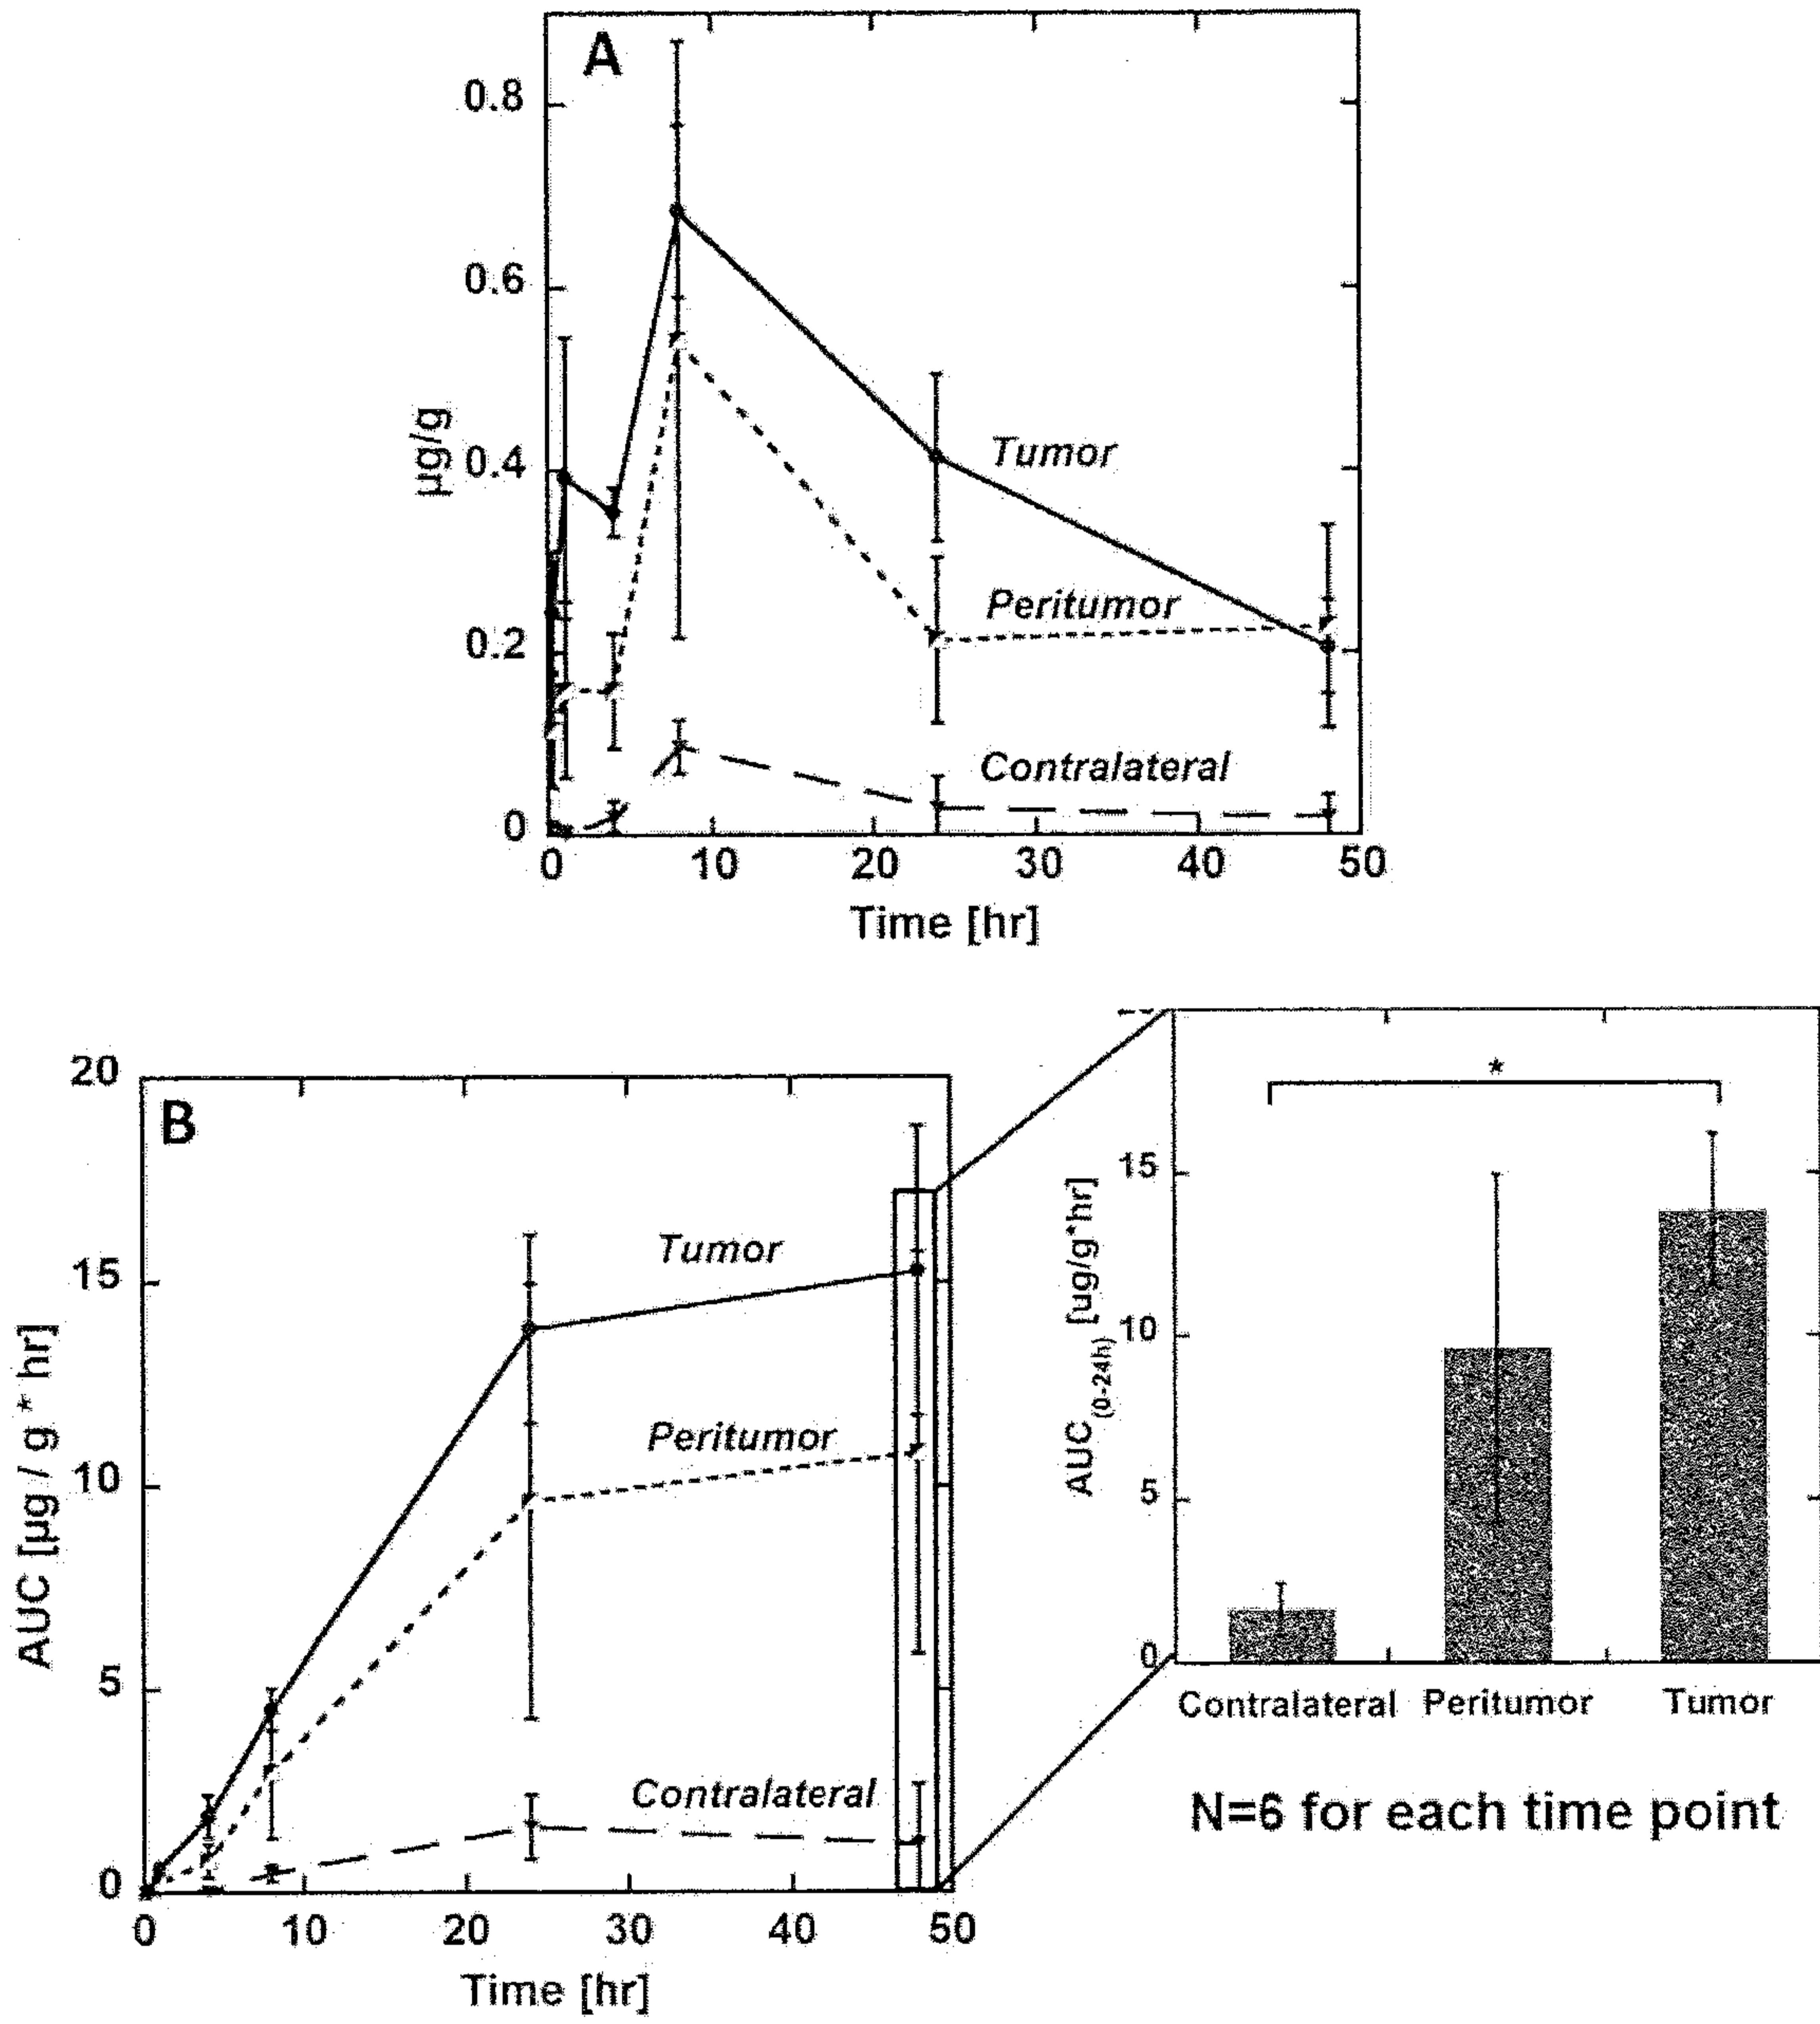 A
0.8
0.6
0.4
0.2
0
µg/g
Tumor
Peritumor
Contralateral
0 10 20 30 40 50
Time [hr]
B
20
15
10
5
0
AUC [µg / g * hr]
Tumor
Peritumor
Contralateral
0 10 20 30 40 50
Time [hr]
*
15
10
5
0
AUC(0-24h) [ug/g*hr]
Contralateral Peritumor Tumor
N=6 for each time point